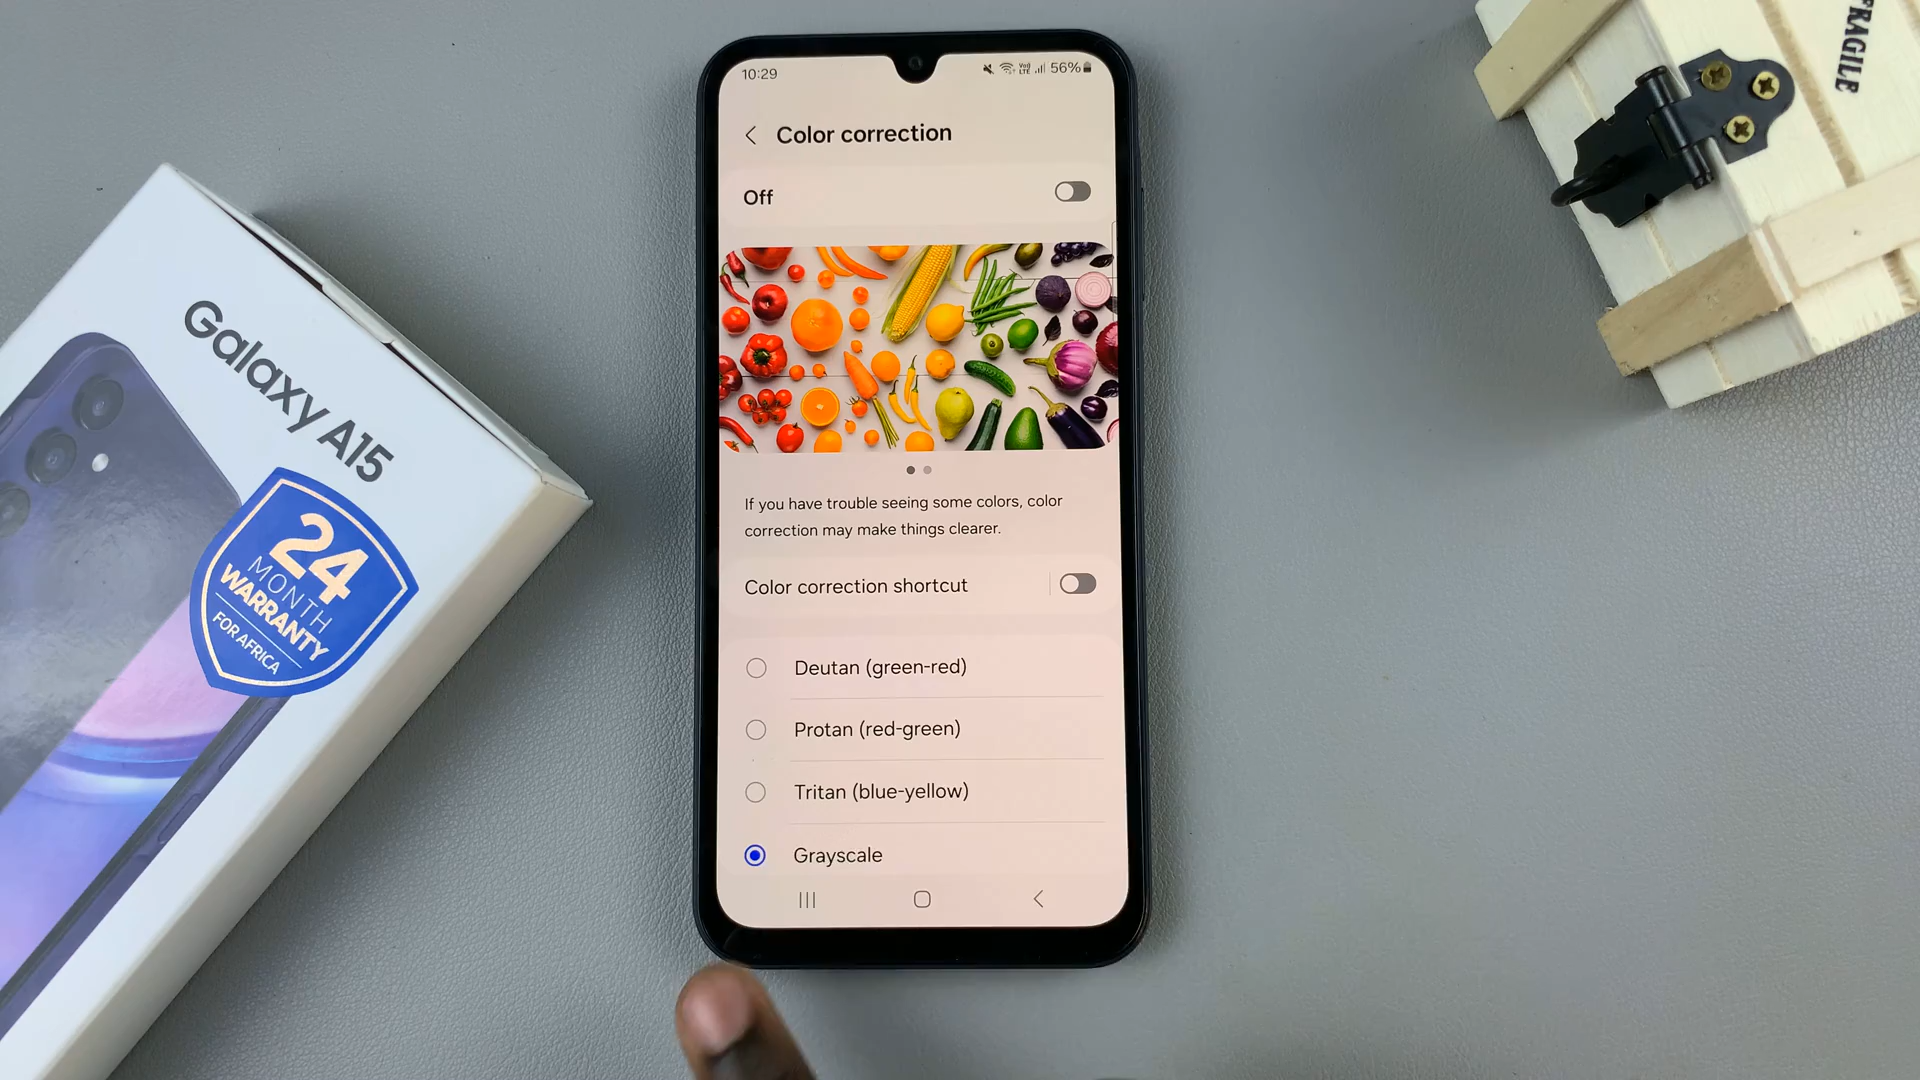 10:29
Vo)
LTE
56%
Color correction
Off
If you have trouble seeing some colors, color
correction may make things clearer.
Color correction shortcut
Deutan (green-red)
Protan (red-green)
Tritan (blue-yellow)
Grayscale
Galaxy A15
24
MONTH
WARRANTY
FOR AFRICA
FRAGILE